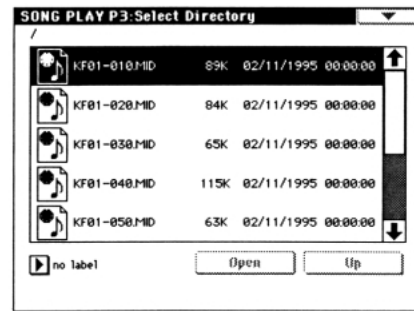 SONG PLAY P3:Select Directory
/
KF01-010.MID 89K 02/11/1995 00:00:00
KF01-020.MID 84K 02/11/1995 00:00:00
KF01-030.MID 65K 02/11/1995 00:00:00
KF01-040.MID 115K 02/11/1995 00:00:00
KF01-050.MID 63K 02/11/1995 00:00:00
no label Open Up